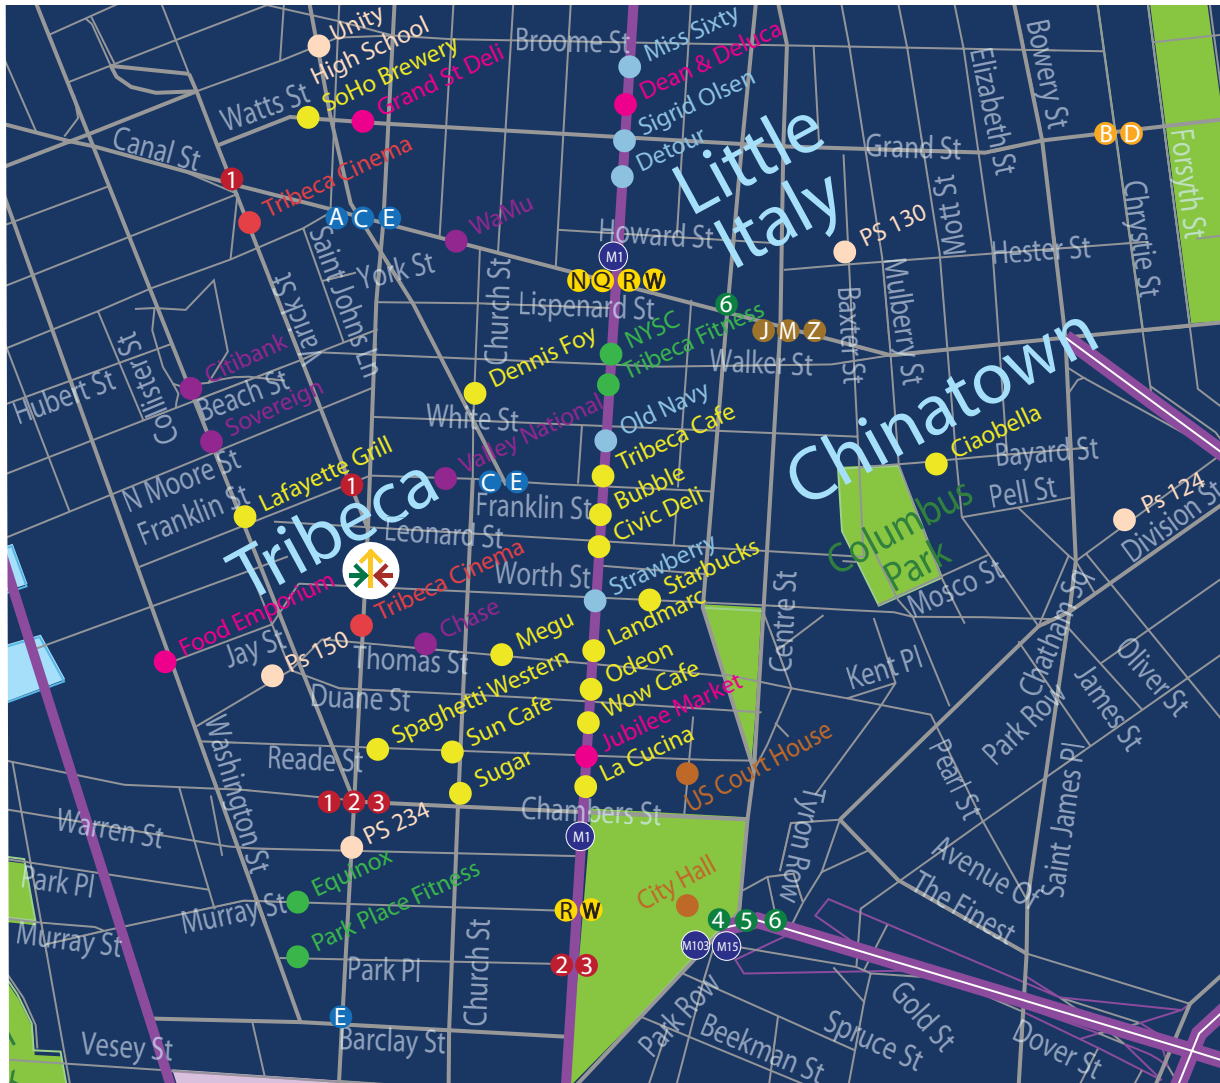 Unity
High School
Broome St
Miss Sixty
Bowery St
SoHo Brewery
Grand St Deli
Dean & Deluca
Elizabeth St
Watts St
Sigrid Olsen
Canal St
Detour
Little
Italy
Grand St
B D
Forsyth St
1
Tribeca Cinema
A C E
WaMu
Mott St
Chrystie St
PS 130
Saint Johns Ln
York St
Howard St
Hester St
M1
N Q R W
Church St
Lispenard St
6
J M Z
Varick St
Baxter St
Mulberry St
NYSC
Tribeca Fitness
Walker St
Chinatown
Dennis Foy
Citibank
Collister St
Hubert St
Beach St
Sovereign
White St
Valley National
Old Navy
Tribeca Cafe
Ciaobella
Bayard St
Lafayette Grill
N Moore St
Franklin St
1
Tribeca
C E
Franklin St
Bubble
Civic Deli
Pell St
Ps 124
Division St
Columbus
Park
Leonard St
Worth St
Strawberry
Starbucks
Mosco St
Food Emporium
Tribeca Cinema
Chase
Megu
Landmarc
Centre St
Chatham Sq
Jay St
Ps 150
Thomas St
Odeon
Kent Pl
Oliver St
Duane St
Spaghetti Western
Wow Cafe
Park Row
James St
Sun Cafe
Jubilee Market
Reade St
Washington St
Sugar
La Cucina
US Court House
Pearl St
Saint James Pl
1 2 3
Chambers St
Tryon Row
Warren St
PS 234
M1
Avenue Of
The Finest
Park Pl
Equinox
City Hall
Murray St
R W
4 5 6
Murray St
Park Place Fitness
M103 M15
Church St
Park Pl
2 3
Park Row
Gold St
E
Barclay St
Beekman St
Spruce St
Dover St
Vesey St